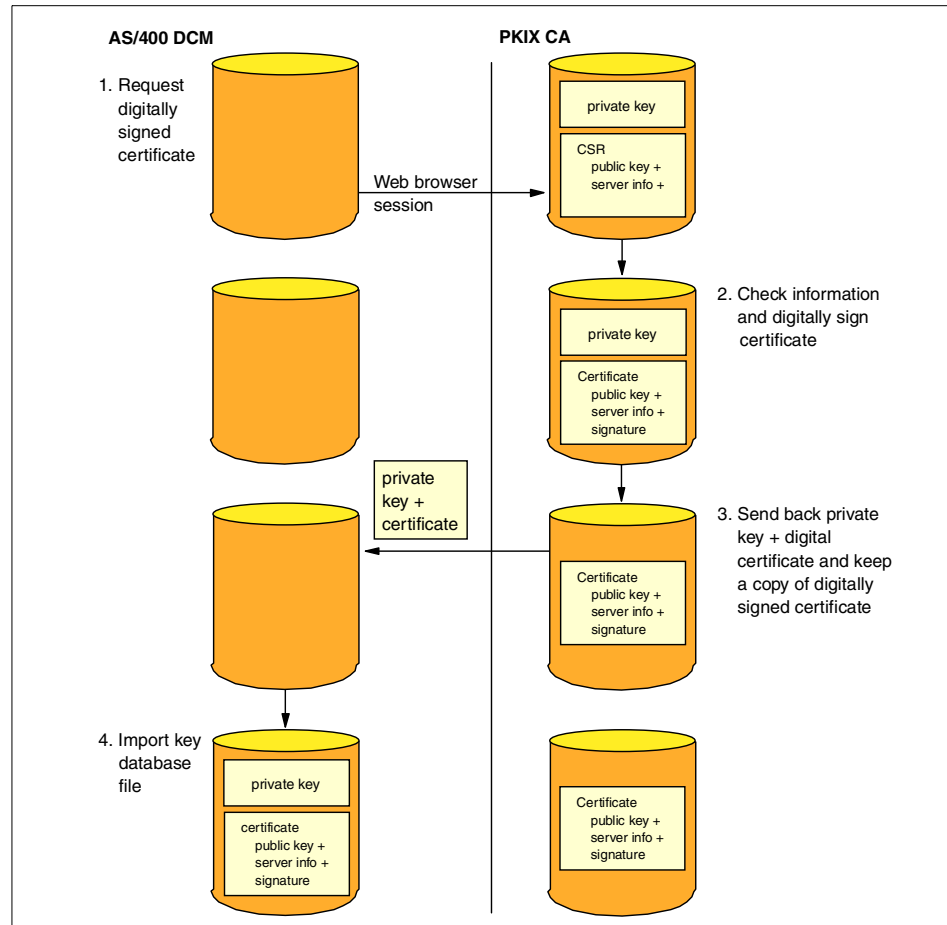 AS/400 DCM
PKIX CA
1. Request
digitally
signed
certificate
private key
CSR
public key +
server info +
Web browser
session
2. Check information
and digitally sign
certificate
private key
Certificate
public key +
server info +
signature
private
key +
certificate
3. Send back private
key + digital
certificate and keep
a copy of digitally
signed certificate
Certificate
public key +
server info +
signature
4. Import key
database
file
private key
certificate
public key +
server info +
signature
Certificate
public key +
server info +
signature